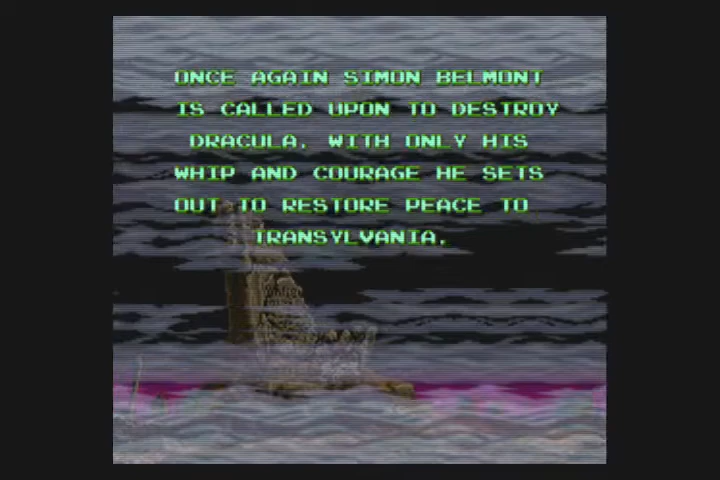 ONCE AGAIN SIMON BELMONT
IS CALLED UPON TO DESTROY
DRACULA. WITH ONLY HIS
WHIP AND COURAGE HE SETS
OUT TO RESTORE PEACE TO
TRANSYLVANIA.